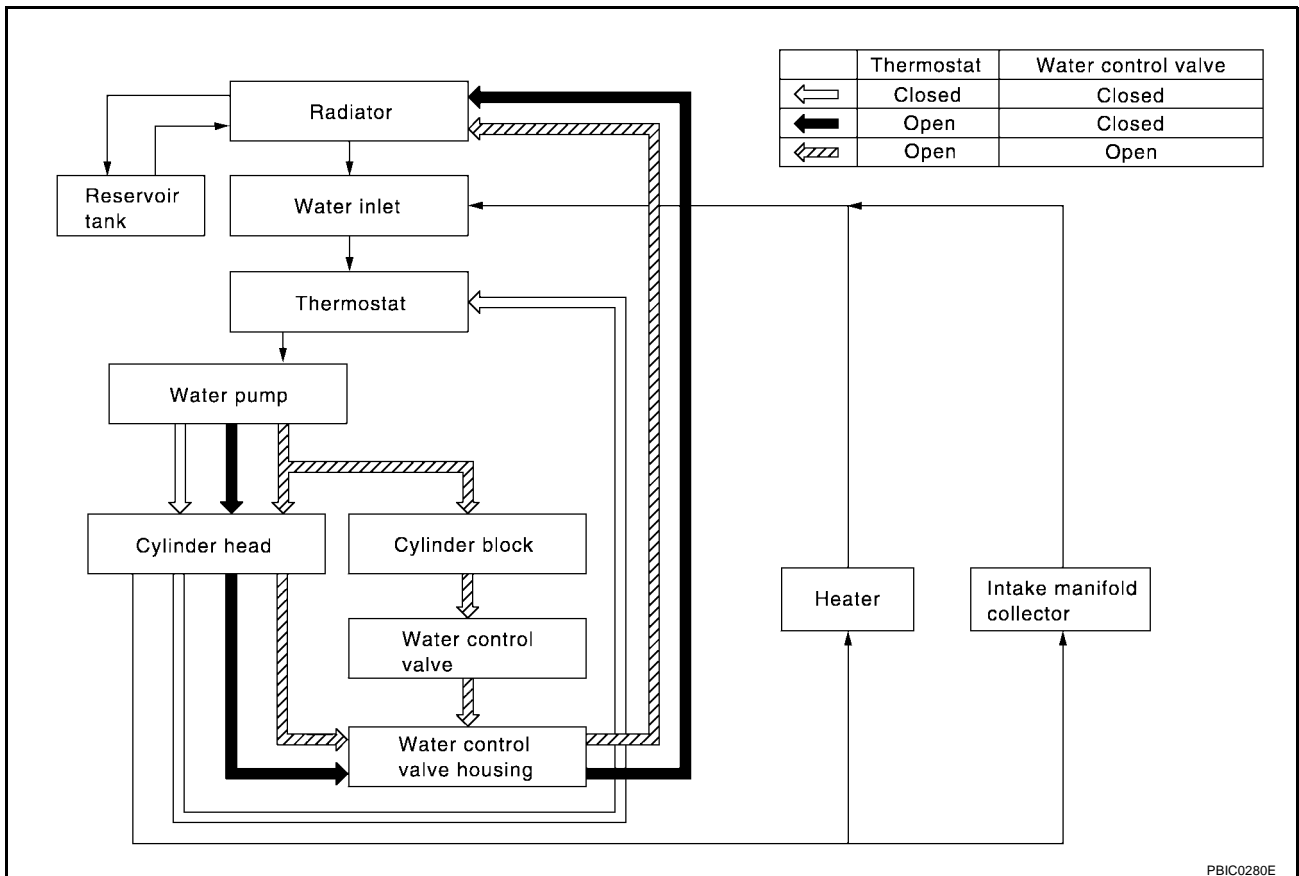 Thermostat Water control valve
Closed Closed
Open Closed
Open Open
Radiator
Reservoir
tank
Water inlet
Thermostat
Water pump
Cylinder head
Cylinder block
Water control
valve
Water control
valve housing
Heater
Intake manifold
collector
PBIC0280E